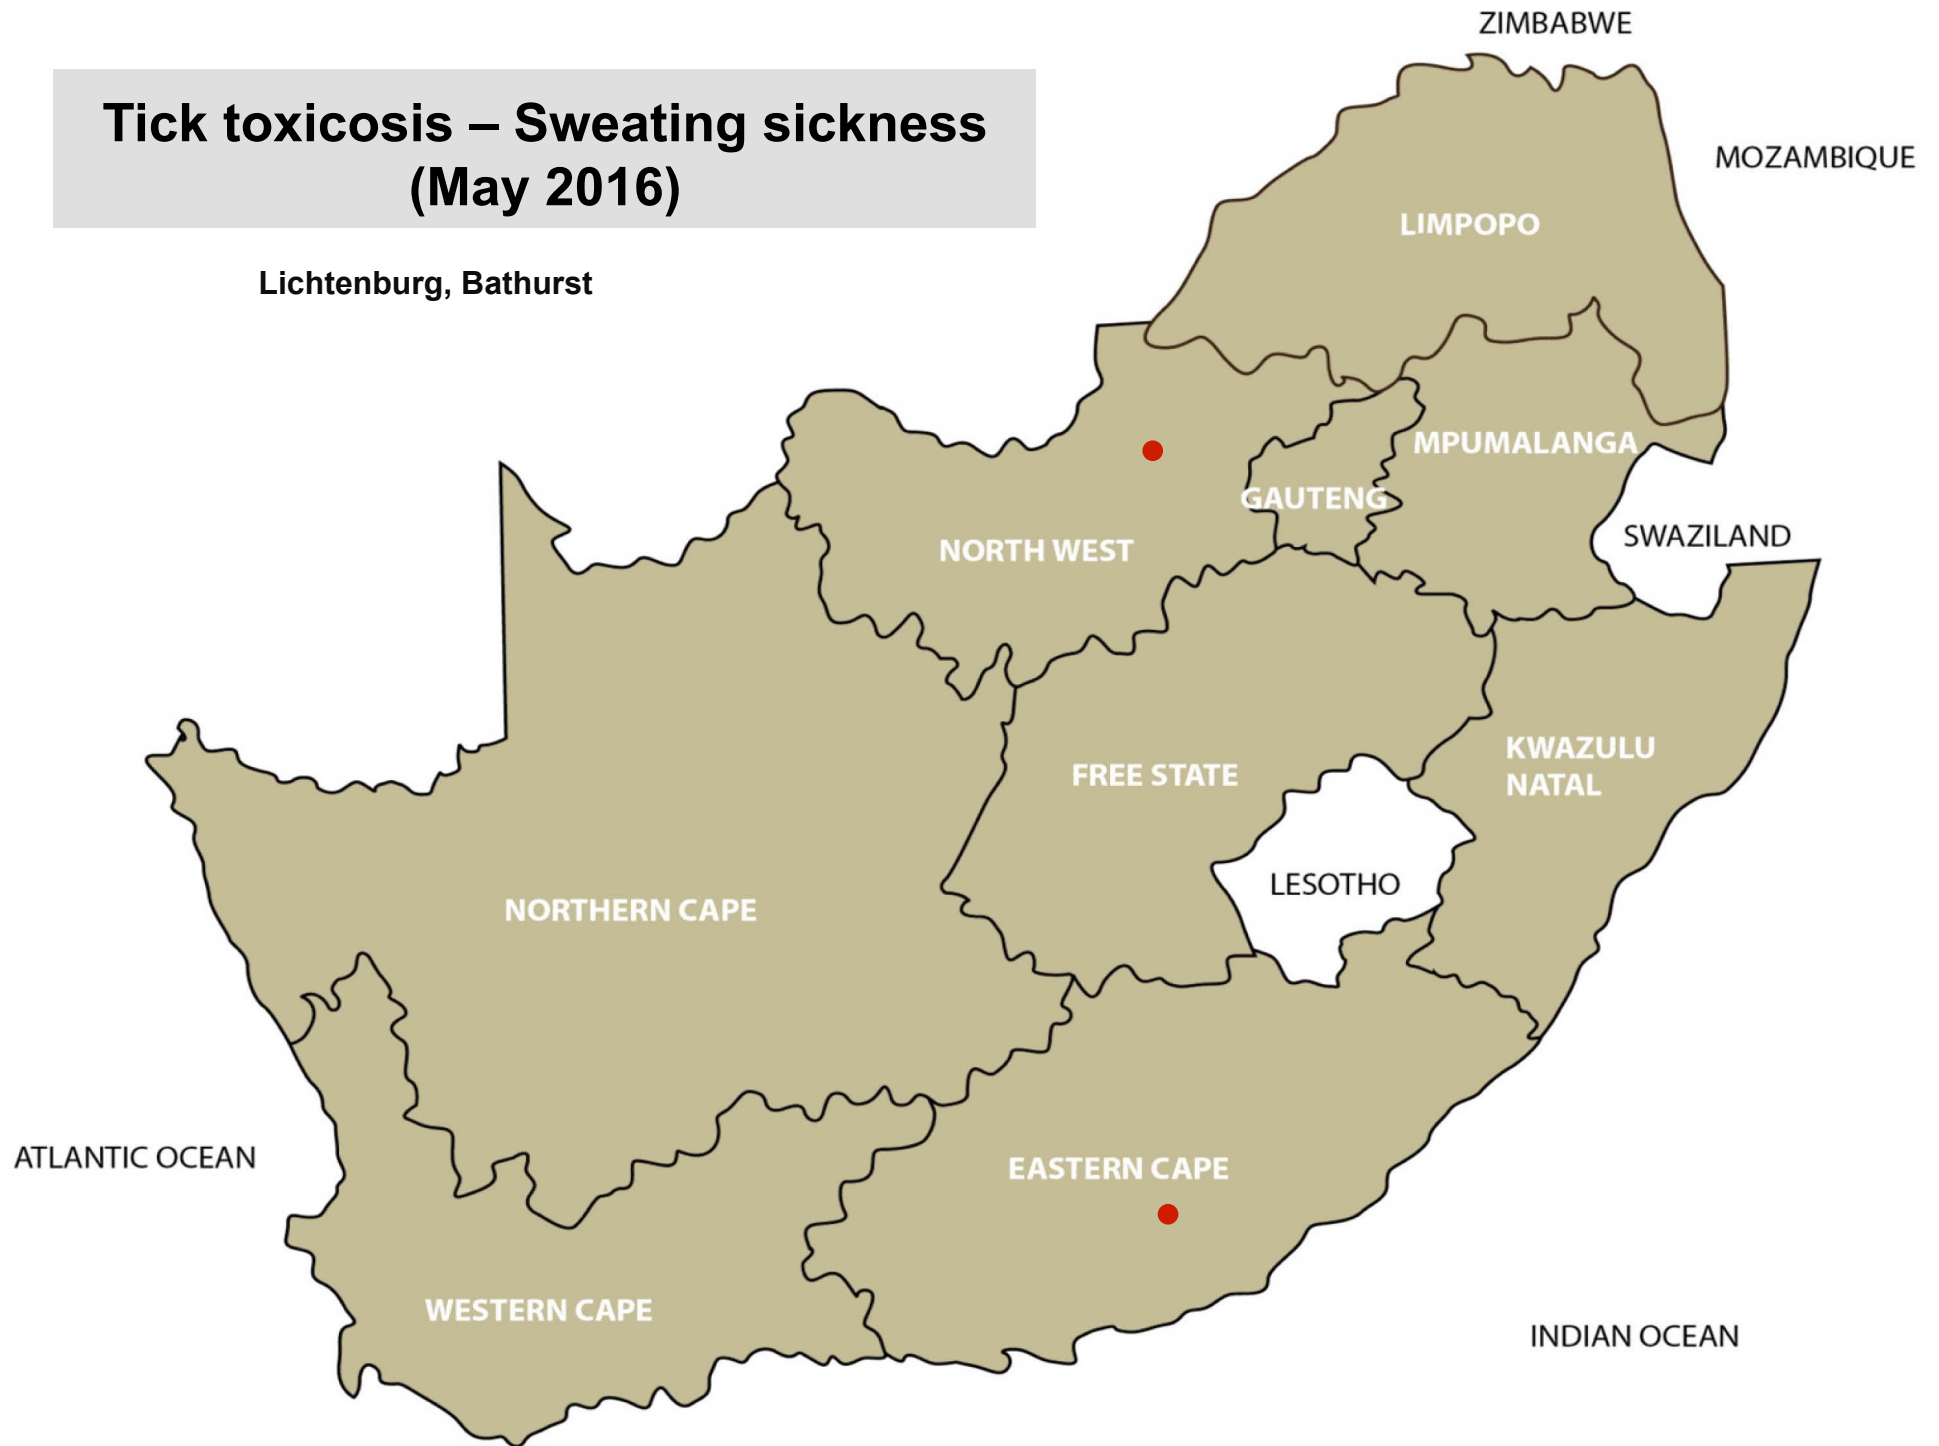 ZIMBABWE
Tick toxicosis – Sweating sickness
(May 2016)
MOZAMBIQUE
LIMPOPO
Lichtenburg, Bathurst
MPUMALANGA
GAUTENG
SWAZILAND
NORTH WEST
KWAZULU
NATAL
FREE STATE
LESOTHO
NORTHERN CAPE
ATLANTIC OCEAN
EASTERN CAPE
WESTERN CAPE
INDIAN OCEAN